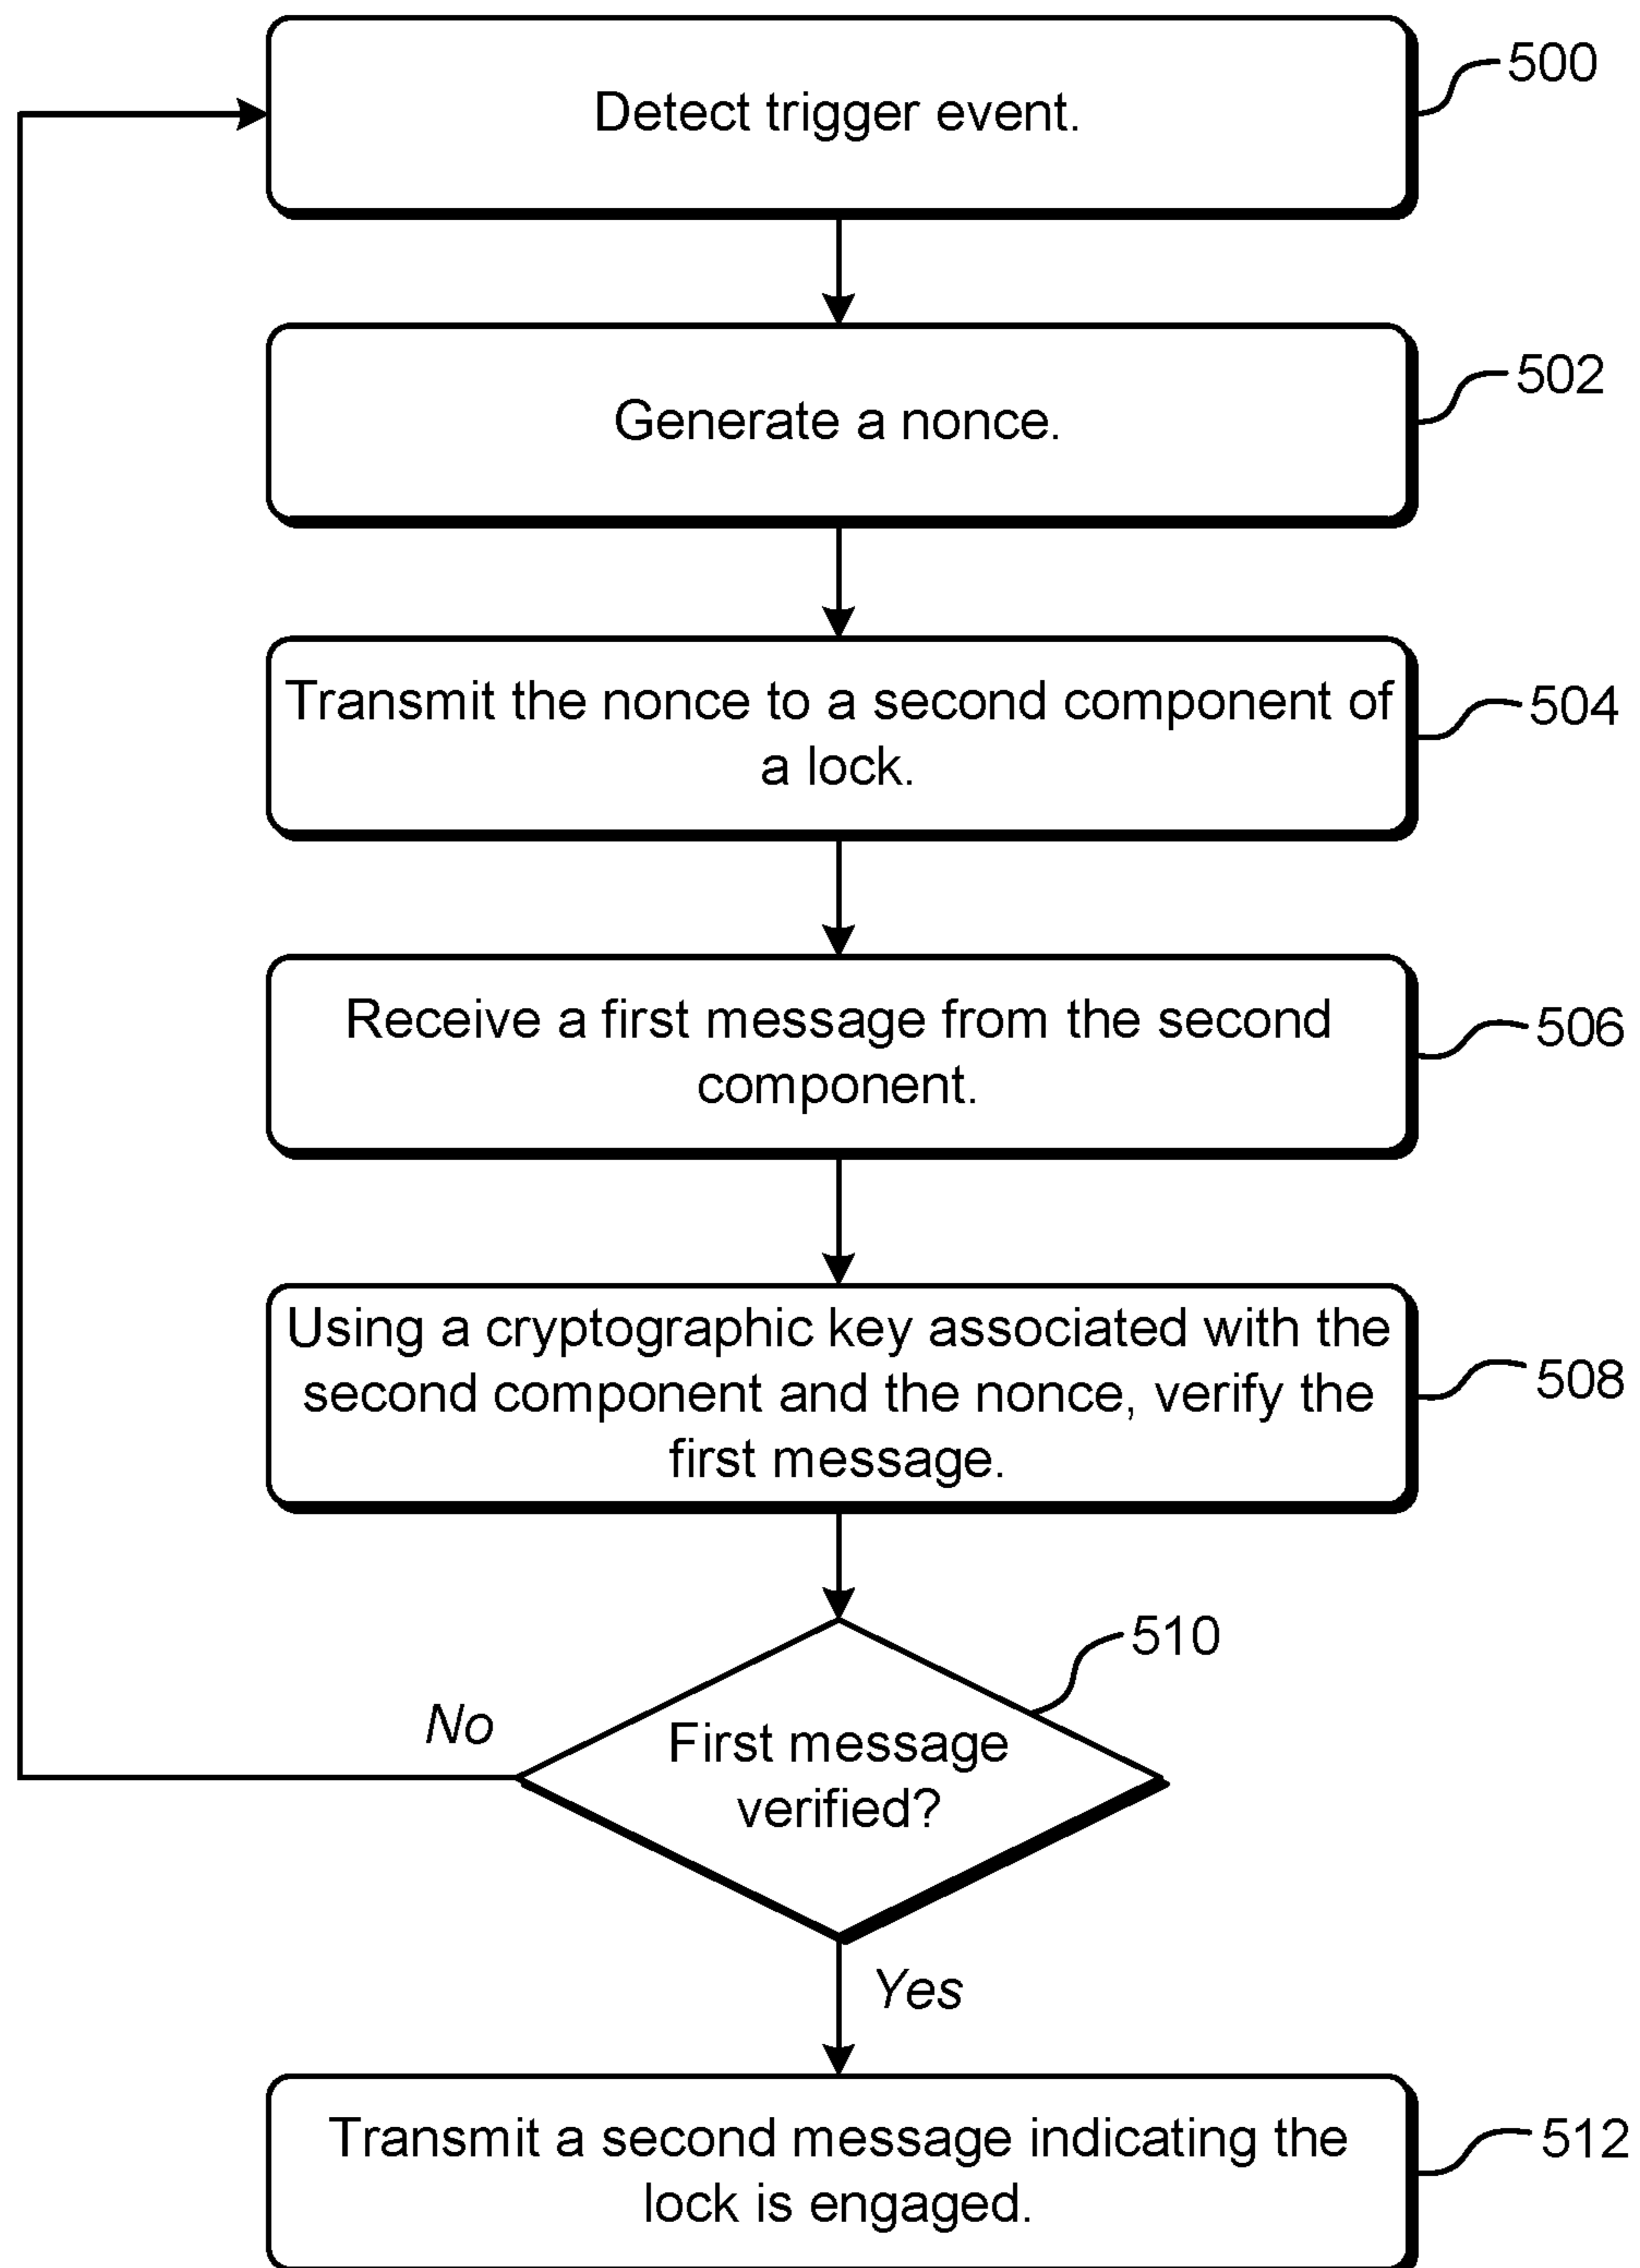 Detect trigger event.
500
Generate a nonce.
502
Transmit the nonce to a second component of
a lock.
504
Receive a first message from the second
component.
506
Using a cryptographic key associated with the
second component and the nonce, verify the
first message.
508
510
No
First message
verified?
Yes
Transmit a second message indicating the
lock is engaged.
512